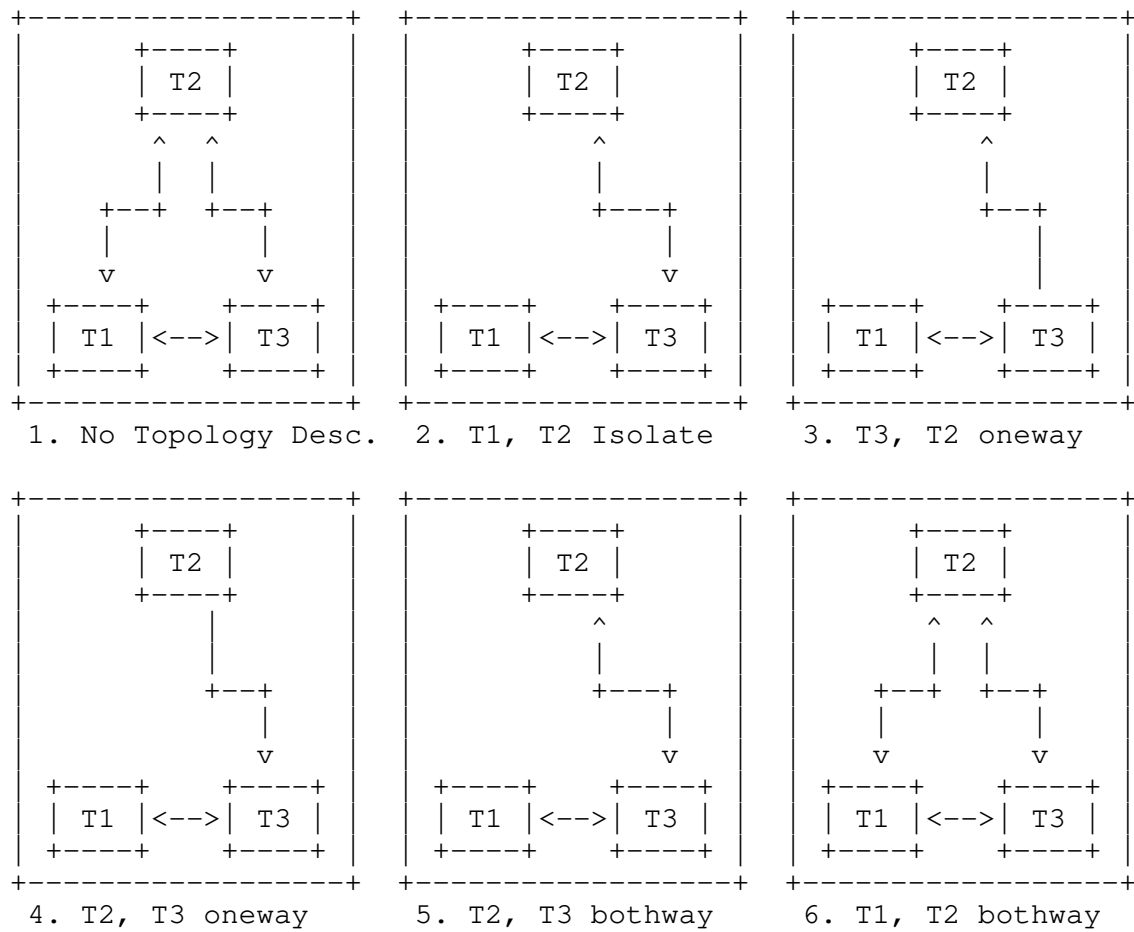 T2 T2 T2
T1 <--> T3 T1 <--> T3 T1 <--> T3
1. No Topology Desc. 2. T1, T2 Isolate 3. T3, T2 oneway
T2 T2 T2
T1 <--> T3 T1 <--> T3 T1 <--> T3
4. T2, T3 oneway 5. T2, T3 bothway 6. T1, T2 bothway